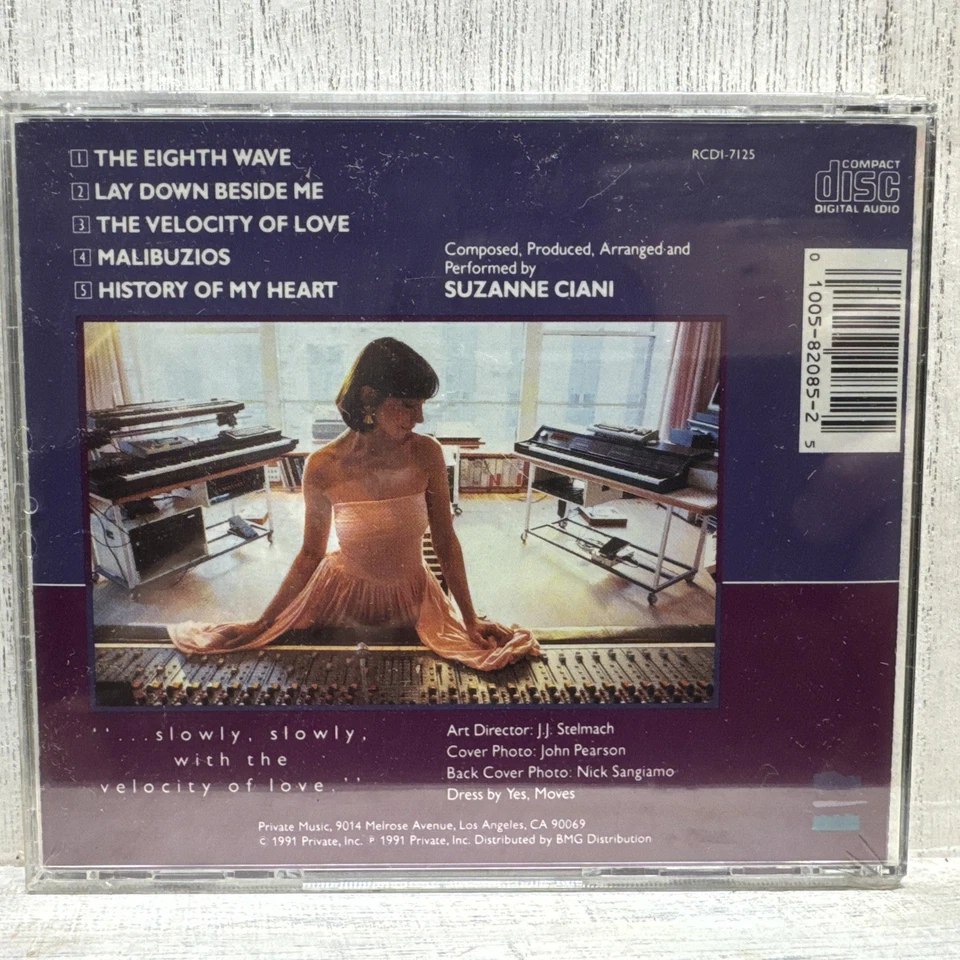 1 THE EIGHTH WAVE
2 LAY DOWN BESIDE ME
3 THE VELOCITY OF LOVE
4 MALIBUZIOS
5 HISTORY OF MY HEART
RCD1-7125
COMPACT
disc
DIGITAL AUDIO
Composed, Produced, Arranged and
Performed by
SUZANNE CIANI
0 1005-82085-2 5
"...slowly, slowly,
with the
velocity of love."
Art Director: J.J. Stelmach
Cover Photo: John Pearson
Back Cover Photo: Nick Sangiamo
Dress by Yes, Moves
Private Music, 9014 Melrose Avenue, Los Angeles, CA 90069
© 1991 Private, Inc. ℗ 1991 Private, Inc. Distributed by BMG Distribution